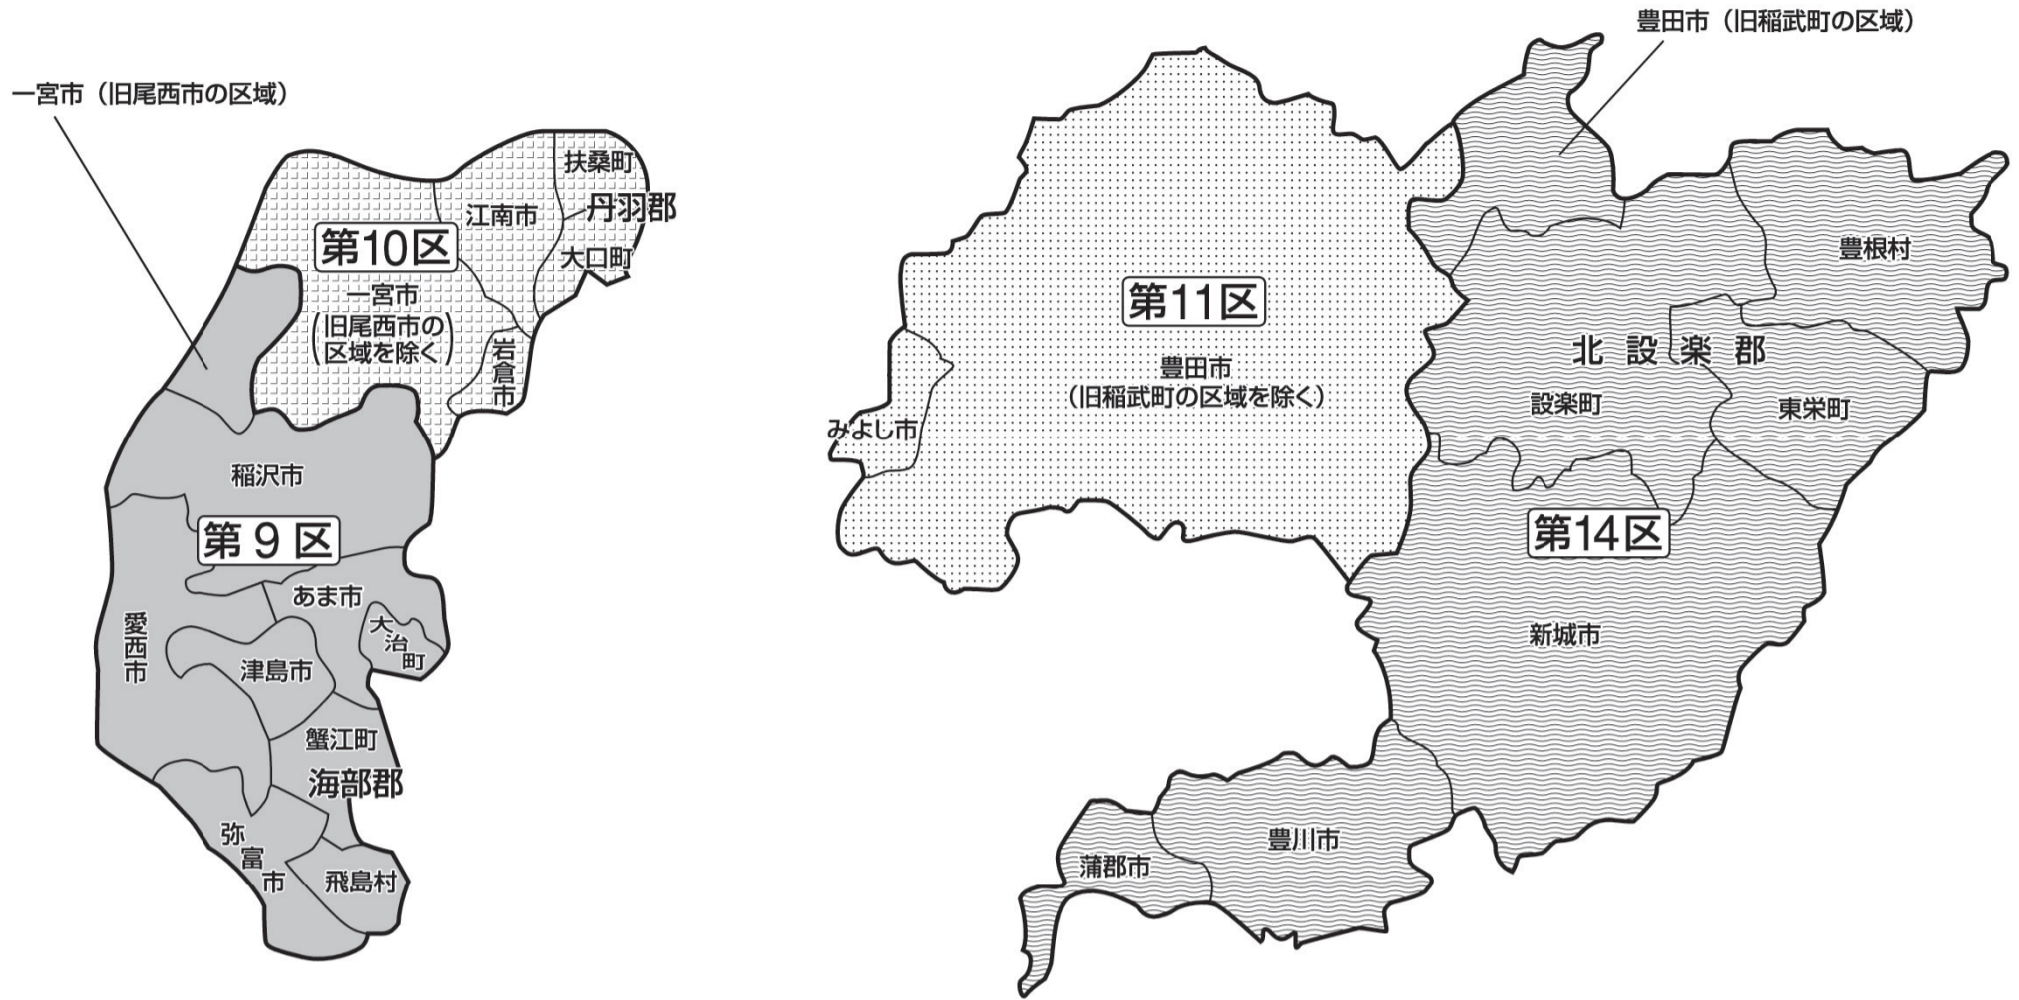 一宮市（旧尾西市の区域）
扶桑町
丹羽郡
江南市
大口町
第10区
一宮市
（旧尾西市の
区域を除く）
岩倉市
稲沢市
第９区
あま市
大治町
愛西市
津島市
蟹江町
海部郡
弥富市
飛島村
豊田市（旧稲武町の区域）
第11区
豊田市
（旧稲武町の区域を除く）
みよし市
豊根村
北設楽郡
設楽町
東栄町
第14区
新城市
豊川市
蒲郡市